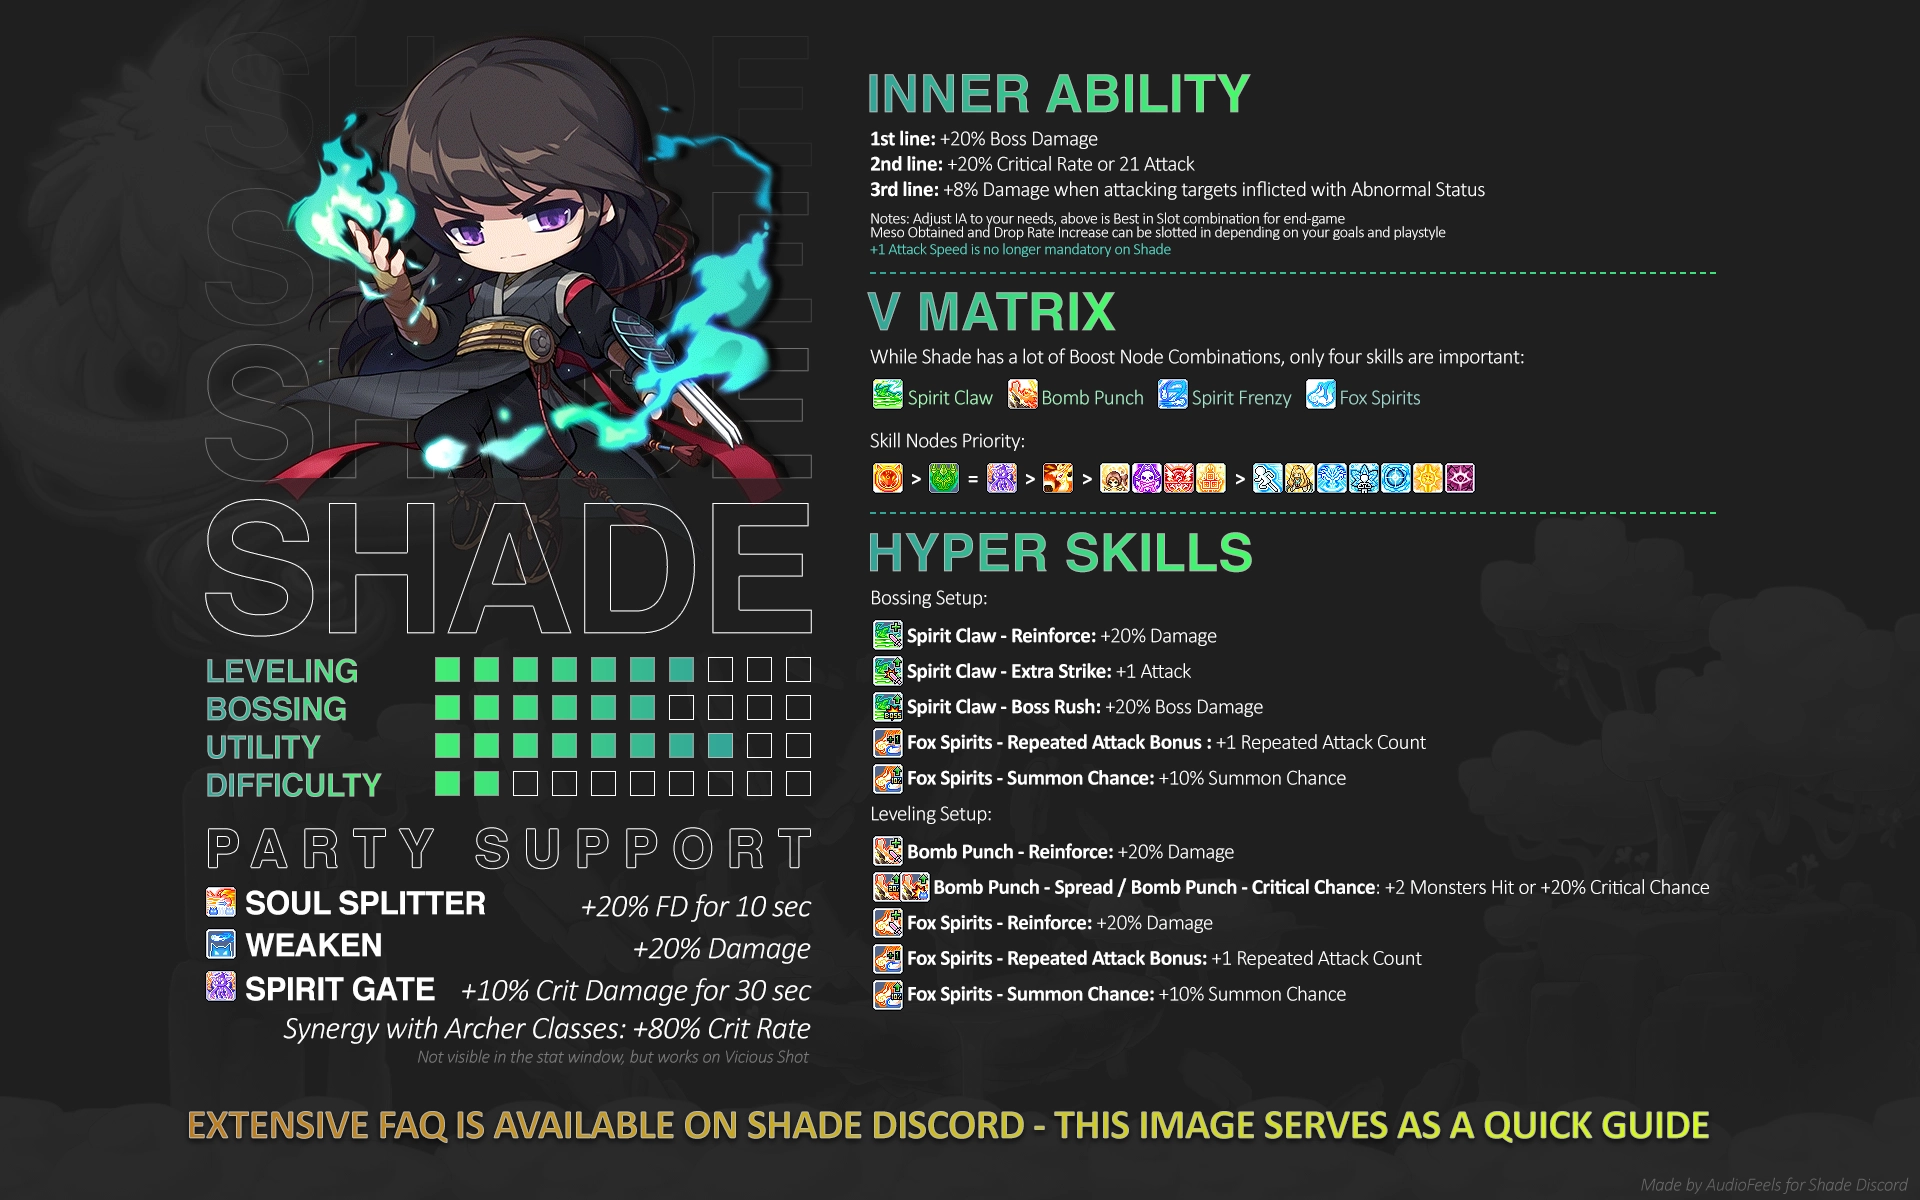 SHADE
SHADE
SHADE
SHADE
LEVELING
BOSSING
UTILITY
DIFFICULTY
PARTY SUPPORT
SOUL SPLITTER +20% FD for 10 sec
WEAKEN +20% Damage
SPIRIT GATE +10% Crit Damage for 30 sec
Synergy with Archer Classes: +80% Crit Rate
Not visible in the stat window, but works on Vicious Shot
INNER ABILITY
1st line: +20% Boss Damage
2nd line: +20% Critical Rate or 21 Attack
3rd line: +8% Damage when attacking targets inflicted with Abnormal Status
Notes: Adjust IA to your needs, above is Best in Slot combination for end-game
Meso Obtained and Drop Rate Increase can be slotted in depending on your goals and playstyle
+1 Attack Speed is no longer mandatory on Shade
V MATRIX
While Shade has a lot of Boost Node Combinations, only four skills are important:
Spirit Claw Bomb Punch Spirit Frenzy Fox Spirits
Skill Nodes Priority:
> = > > >
HYPER SKILLS
Bossing Setup:
Spirit Claw - Reinforce: +20% Damage
Spirit Claw - Extra Strike: +1 Attack
Spirit Claw - Boss Rush: +20% Boss Damage
Fox Spirits - Repeated Attack Bonus : +1 Repeated Attack Count
Fox Spirits - Summon Chance: +10% Summon Chance
Leveling Setup:
Bomb Punch - Reinforce: +20% Damage
Bomb Punch - Spread / Bomb Punch - Critical Chance: +2 Monsters Hit or +20% Critical Chance
Fox Spirits - Reinforce: +20% Damage
Fox Spirits - Repeated Attack Bonus: +1 Repeated Attack Count
Fox Spirits - Summon Chance: +10% Summon Chance
EXTENSIVE FAQ IS AVAILABLE ON SHADE DISCORD - THIS IMAGE SERVES AS A QUICK GUIDE
Made by AudioFeels for Shade Discord